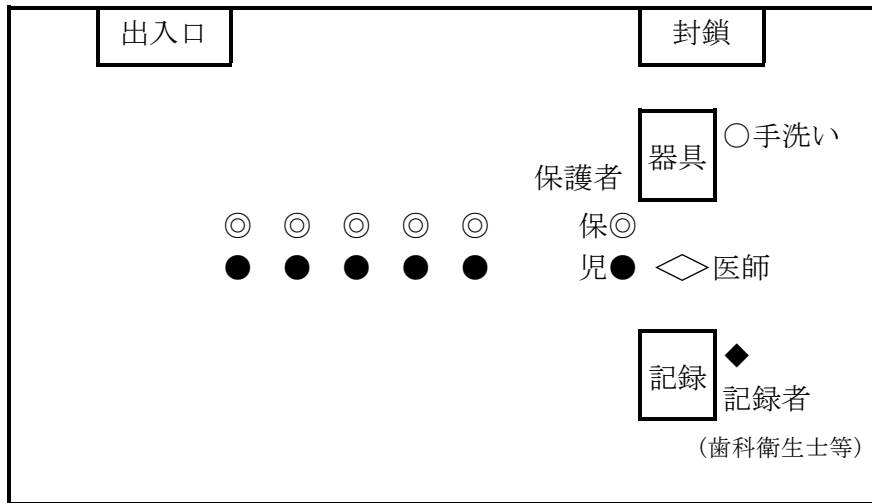 出入口
封鎖
器具
○手洗い
保護者
◎ ◎ ◎ ◎ ◎ 保◎
● ● ● ● ● 児● 医師
記録
◆
記録者
（歯科衛生士等）